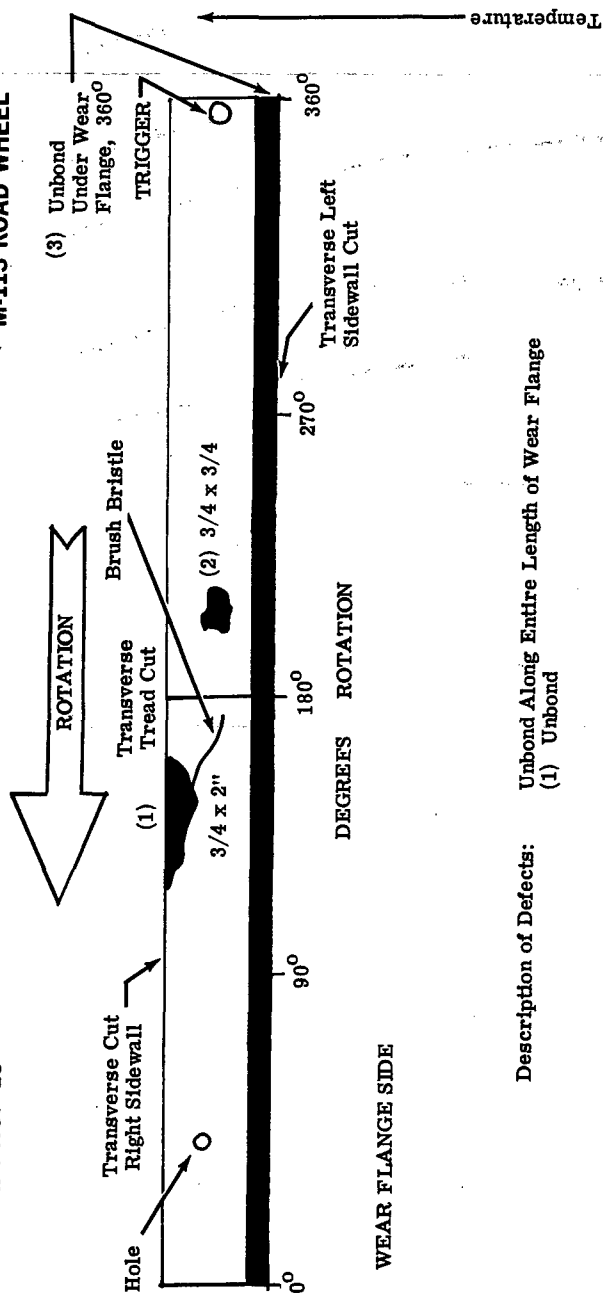 M-113 ROAD WHEEL
ROTATION
(3) Unbond
Under Wear
Flange, 360°
TRIGGER
Transverse Cut
Right Sidewall
Hole
(1)
Transverse
Tread Cut
Brush Bristle
3/4 x 2"
(2) 3/4 x 3/4
Transverse Left
Sidewall Cut
0°
90°
180°
270°
360°
DEGREES ROTATION
WEAR FLANGE SIDE
Description of Defects:
Unbond Along Entire Length of Wear Flange
(1) Unbond
Temperature